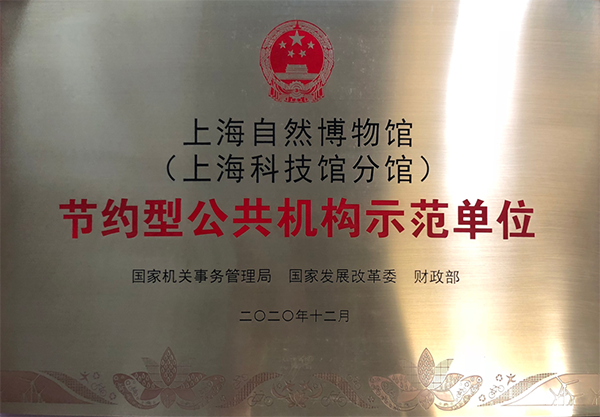 上海自然博物馆
（上海科技馆分馆）
节约型公共机构示范单位
国家机关事务管理局 国家发展改革委 财政部
二〇二〇年十二月